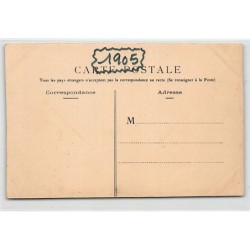 1905
CARTE POSTALE
Tous les pays étrangers n'acceptent pas la correspondance au recto (Se renseigner à la Poste)
Correspondance
Adresse
M